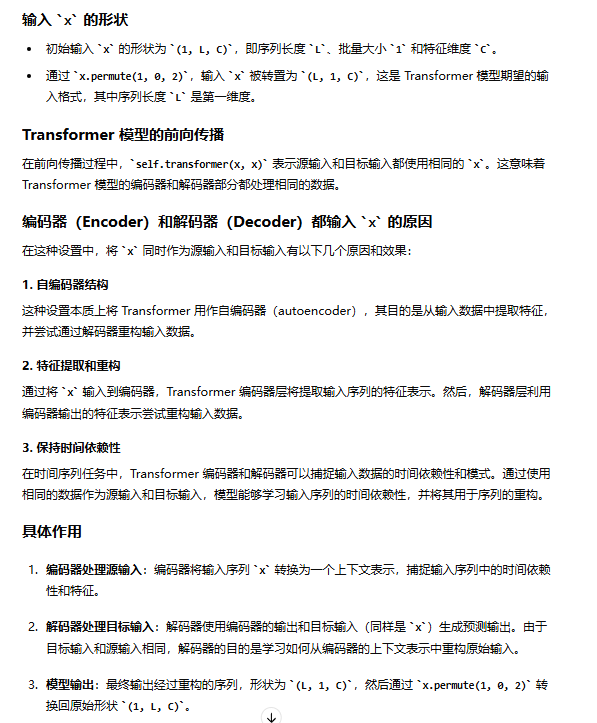 输入 `x` 的形状
• 初始输入 `x` 的形状为 `(1, L, C)`，即序列长度 `L`、批量大小 `1` 和特征维度 `C`。
• 通过 `x.permute(1, 0, 2)`，输入 `x` 被转置为 `(L, 1, C)`，这是 Transformer 模型期望的输
入格式，其中序列长度 `L` 是第一维度。
Transformer 模型的前向传播
在前向传播过程中，`self.transformer(x, x)` 表示源输入和目标输入都使用相同的 `x`。这意味着
Transformer 模型的编码器和解码器部分都处理相同的数据。
编码器（Encoder）和解码器（Decoder）都输入 `x` 的原因
在这种设置中，将 `x` 同时作为源输入和目标输入有以下几个原因和效果：
1. 自编码器结构
这种设置本质上将 Transformer 用作自编码器（autoencoder），其目的是从输入数据中提取特征，
并尝试通过解码器重构输入数据。
2. 特征提取和重构
通过将 `x` 输入到编码器，Transformer 编码器层将提取输入序列的特征表示。然后，解码器层利用
编码器输出的特征表示尝试重构输入数据。
3. 保持时间依赖性
在时间序列任务中，Transformer 编码器和解码器可以捕捉输入数据的时间依赖性和模式。通过使用
相同的数据作为源输入和目标输入，模型能够学习输入序列的时间依赖性，并将其用于序列的重构。
具体作用
1. 编码器处理源输入：编码器将输入序列 `x` 转换为一个上下文表示，捕捉输入序列中的时间依赖
性和特征。
2. 解码器处理目标输入：解码器使用编码器的输出和目标输入（同样是 `x`）生成预测输出。由于
目标输入和源输入相同，解码器的目的是学习如何从编码器的上下文表示中重构原始输入。
3. 模型输出：最终输出经过重构的序列，形状为 `(L, 1, C)`，然后通过 `x.permute(1, 0, 2)` 转
换回原始形状 `(1, L, C)`。